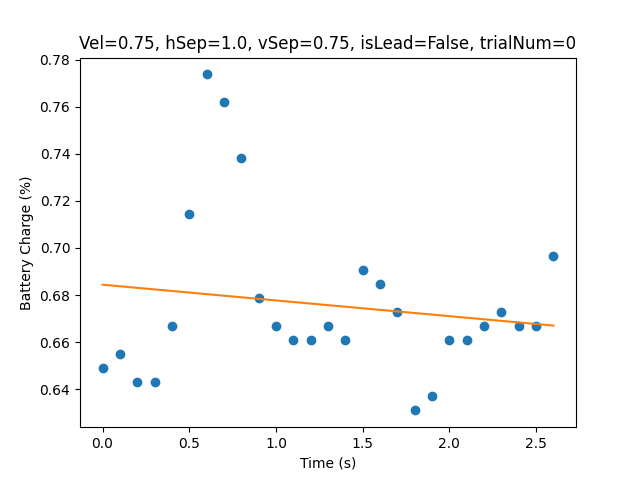 Vel=0.75, hSep=1.0, vSep=0.75, isLead=False, trialNum=0
0.78
0.76
0.74
0.72
0.70
0.68
0.66
0.64
Battery Charge (%)
0.0 0.5 1.0 1.5 2.0 2.5
Time (s)